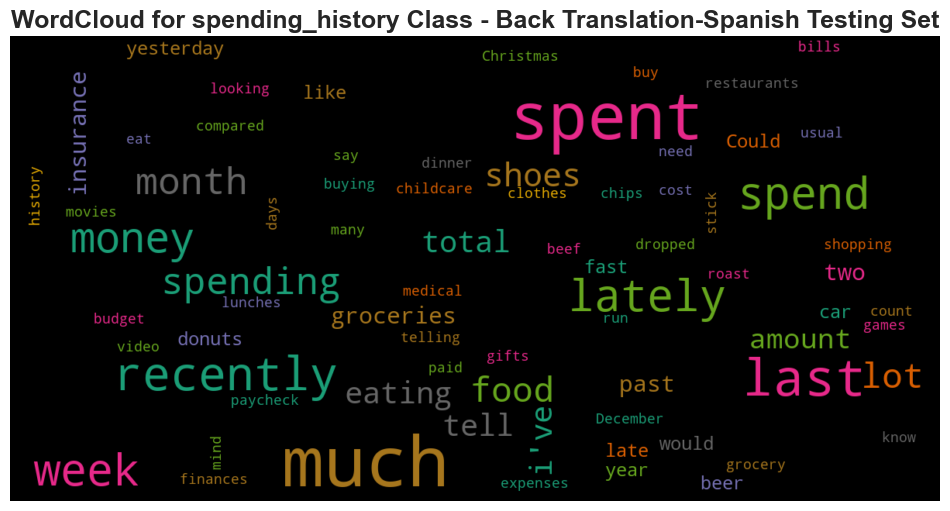 WordCloud for spending_history Class - Back Translation-Spanish Testing Set
yesterday
Christmas
bills
looking
like
buy
restaurants
insurance
spent
compared
eat
Could
usual
say
dinner
need
history
month
buying
childcare
shoes
clothes
chips
cost
stick
spend
movies
days
many
money
total
beef
dropped
shopping
spending
fast
roast
two
lunches
medical
lately
car
count
budget
groceries
run
games
video
donuts
telling
amount
recently
paid
gifts
last
lot
paycheck
eating
food
past
tell
i've
December
would
know
week
mind
much
late
finances
year
grocery
expenses
beer